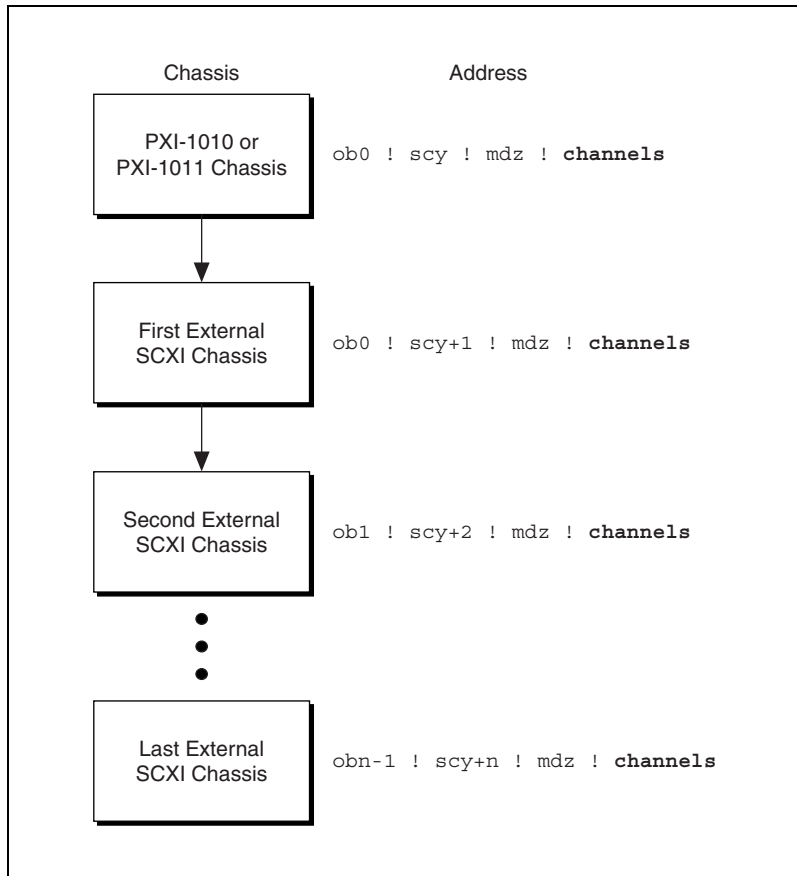 Chassis Address
PXI-1010 or
PXI-1011 Chassis
ob0 ! scy ! mdz ! channels
First External
SCXI Chassis
ob0 ! scy+1 ! mdz ! channels
Second External
SCXI Chassis
ob1 ! scy+2 ! mdz ! channels
Last External
SCXI Chassis
obn-1 ! scy+n ! mdz ! channels